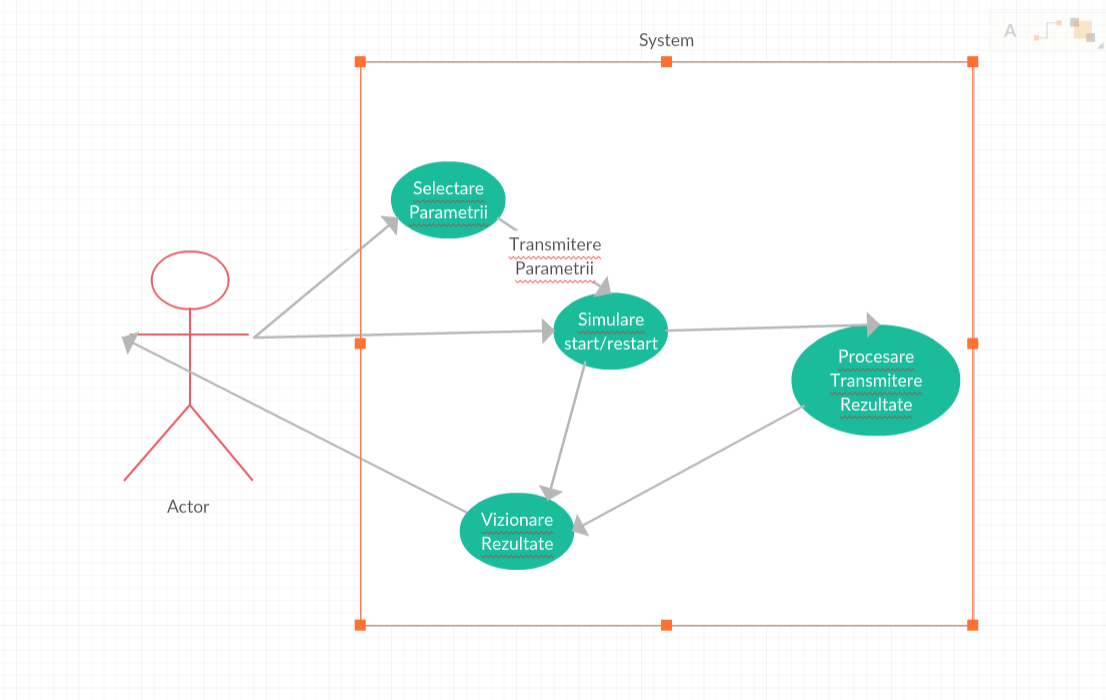 System
A
Selectare
Parametrii
Transmitere
Parametrii
Simulare
start/restart
Procesare
Transmitere
Rezultate
Actor
Vizionare
Rezultate